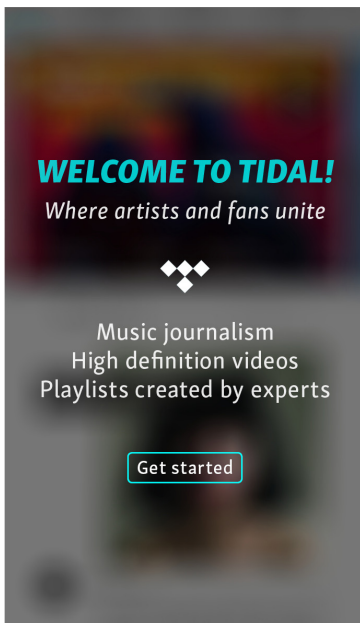 WELCOME TO TIDAL!
Where artists and fans unite
Music journalism
High definition videos
Playlists created by experts
Get started